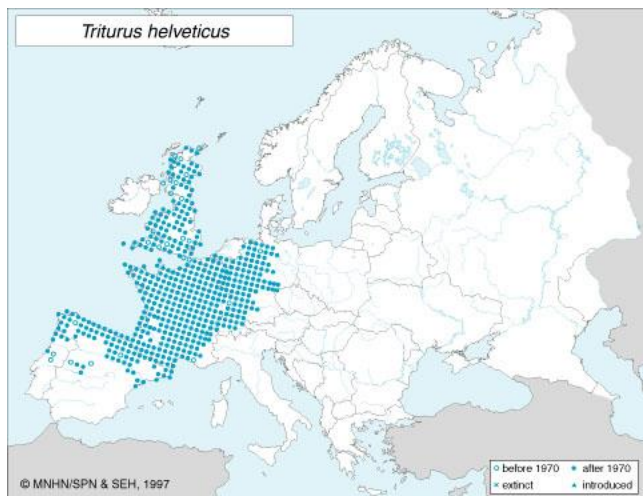 Triturus helveticus
before 1970
after 1970
extinct
introduced
© MNHN/SPN & SEH, 1997